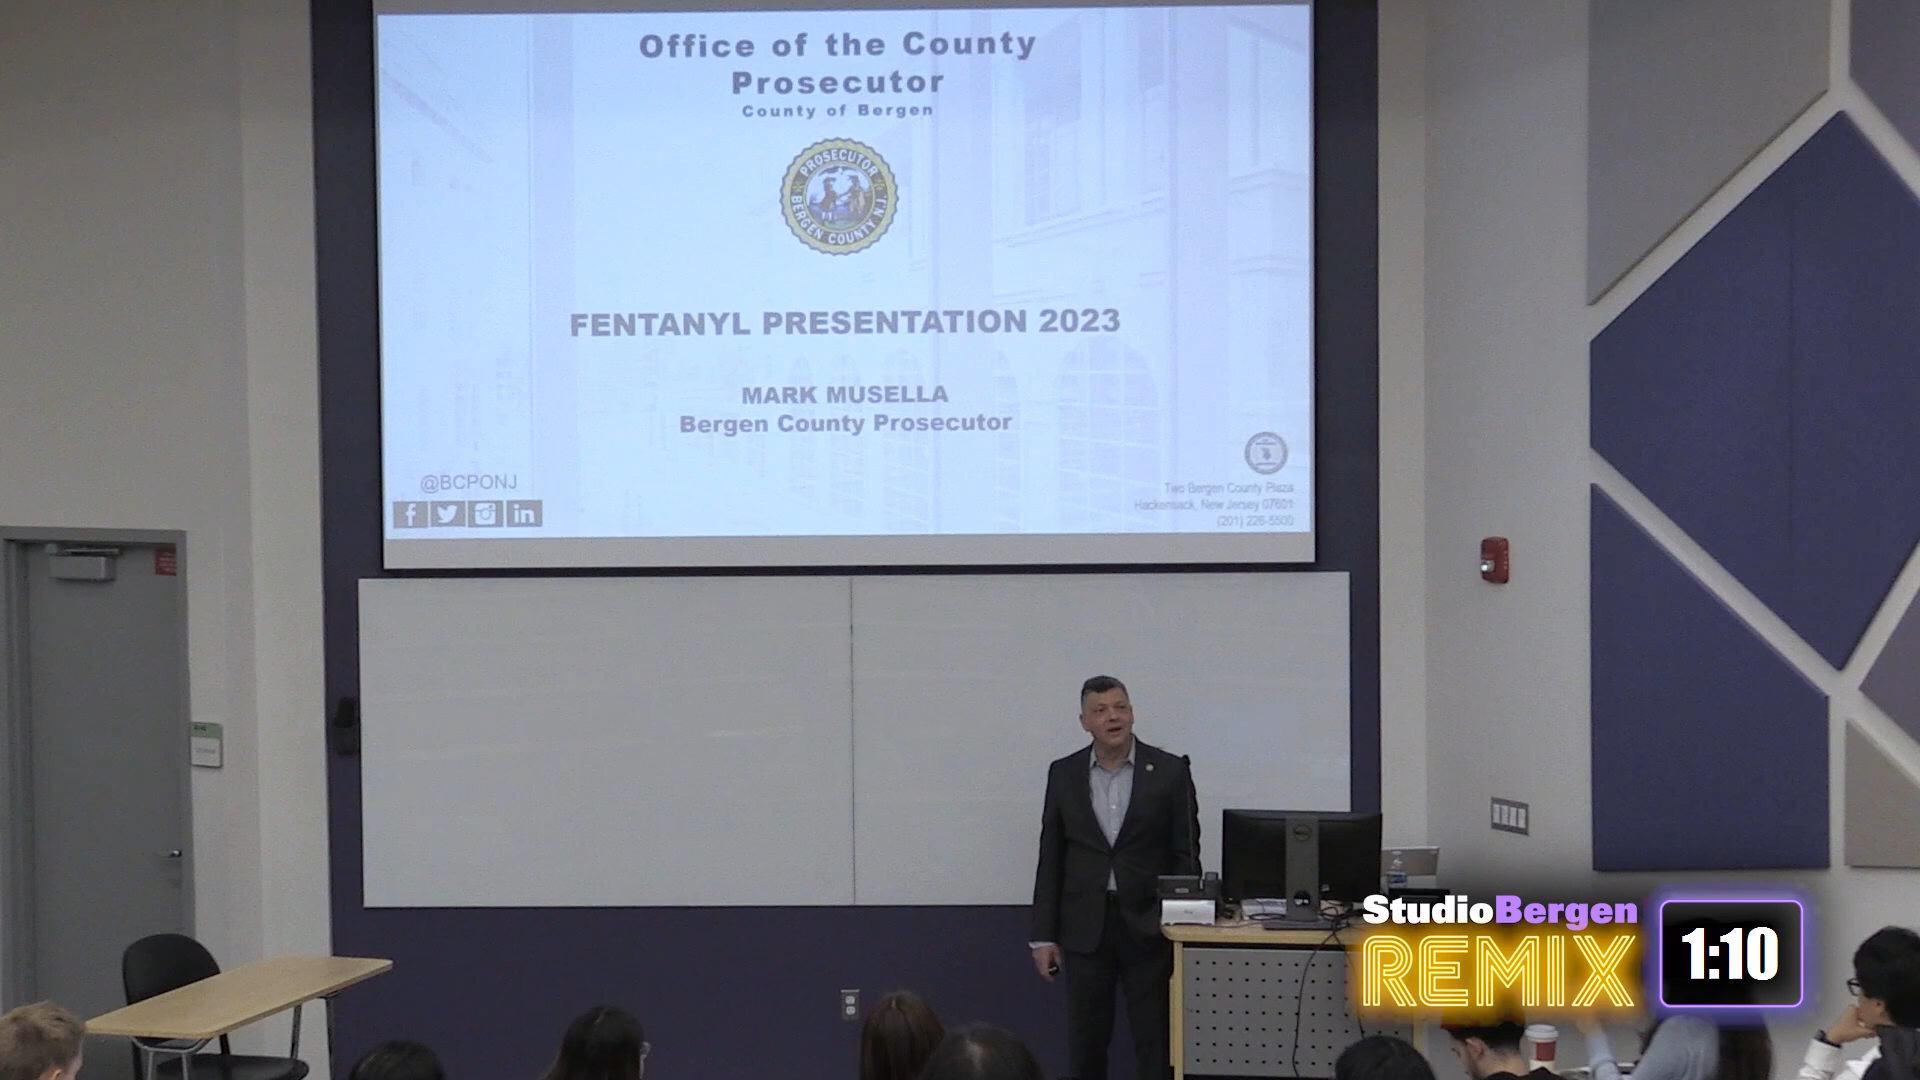 Office of the County
Prosecutor
County of Bergen
PROSECUTOR
BERGEN COUNTY N.J.
FENTANYL PRESENTATION 2023
MARK MUSELLA
Bergen County Prosecutor
@BCPONJ
Two Bergen County Plaza
Hackensack, New Jersey 07601
(201) 226-5500
StudioBergen
REMIX
1:10